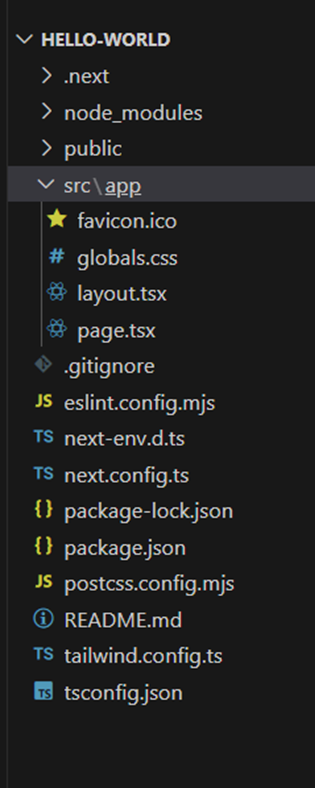 HELLO-WORLD
.next
node_modules
public
src\app
favicon.ico
# globals.css
layout.tsx
page.tsx
.gitignore
JS eslint.config.mjs
TS next-env.d.ts
TS next.config.ts
{} package-lock.json
{} package.json
JS postcss.config.mjs
README.md
TS tailwind.config.ts
TS tsconfig.json